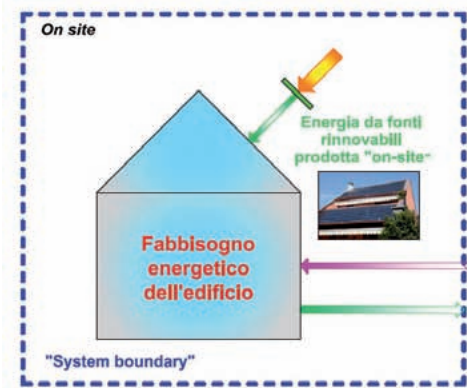 On site
Energia da fonti
rinnovabili
prodotta "on-site"
Fabbisogno
energetico
dell'edificio
"System boundary"